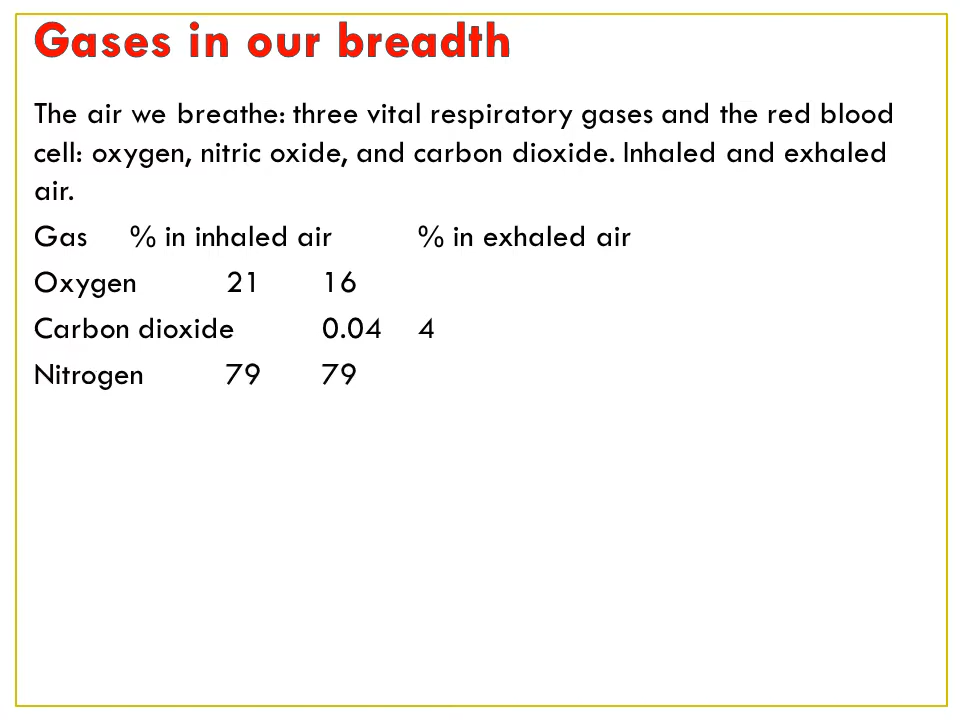 Gases in our breadth
The air we breathe: three vital respiratory gases and the red blood
cell: oxygen, nitric oxide, and carbon dioxide. Inhaled and exhaled
air.
Gas % in inhaled air % in exhaled air
Oxygen 21 16
Carbon dioxide 0.04 4
Nitrogen 79 79